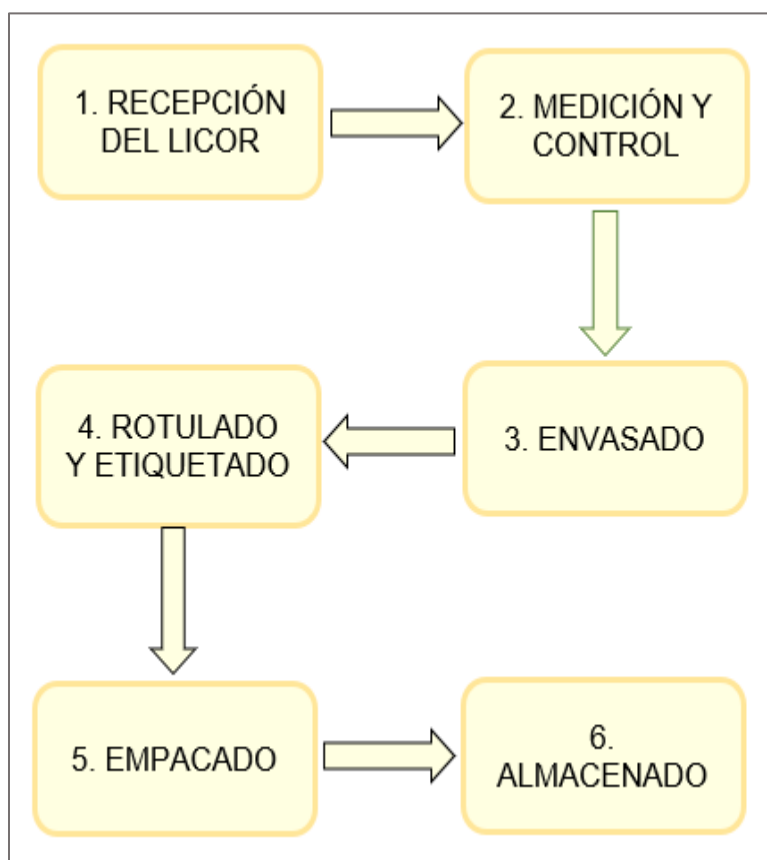 1. RECEPCIÓN
DEL LICOR
2. MEDICIÓN Y
CONTROL
3. ENVASADO
4. ROTULADO
Y ETIQUETADO
5. EMPACADO
6.
ALMACENADO